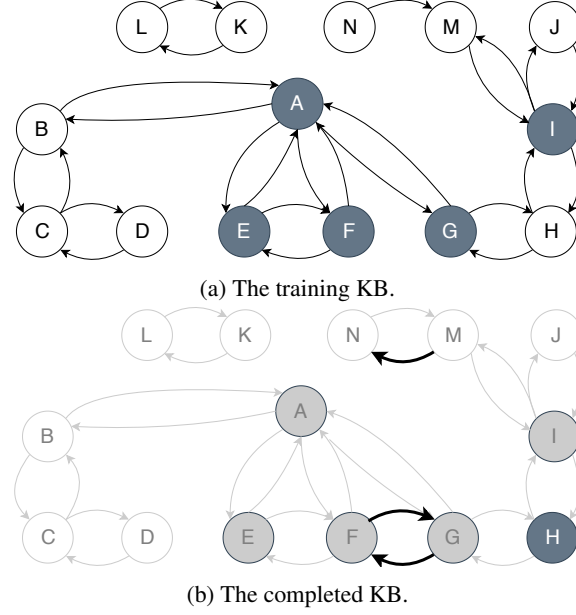 L K N M J
A I
B
C D E F G H
(a) The training KB.
L K N M J
A
B I
C D E F G H
(b) The completed KB.